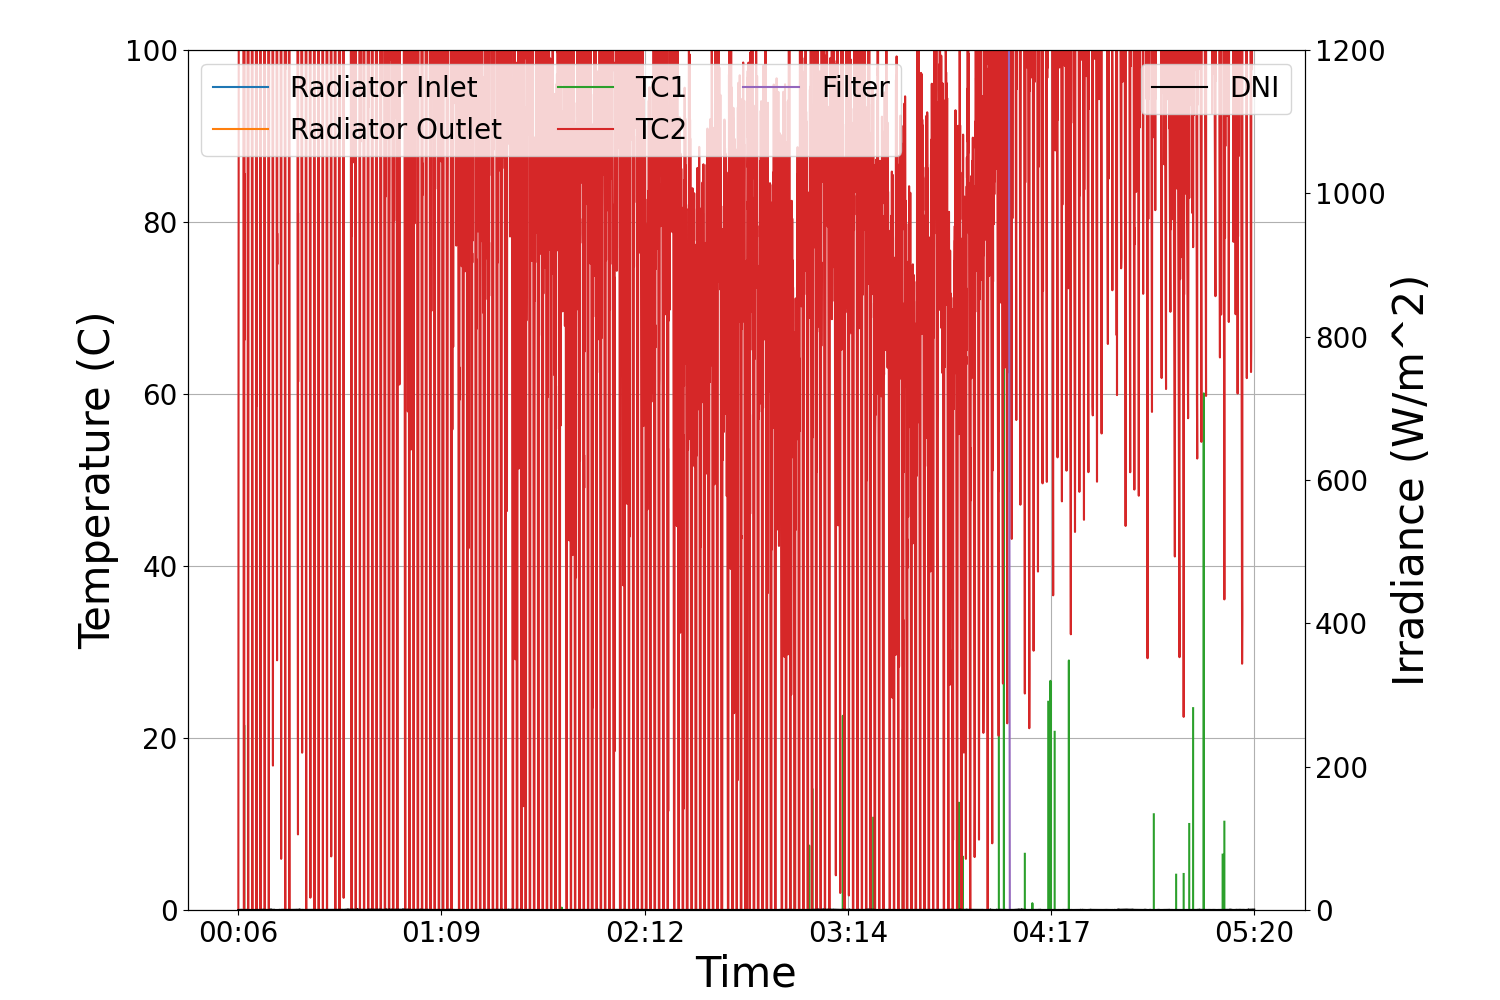 Radiator Inlet
Radiator Outlet
TC1
TC2
Filter
DNI
100
80
60
40
20
0
Temperature (C)
1200
1000
800
600
400
200
0
Irradiance (W/m^2)
00:06 01:09 02:12 03:14 04:17 05:20
Time